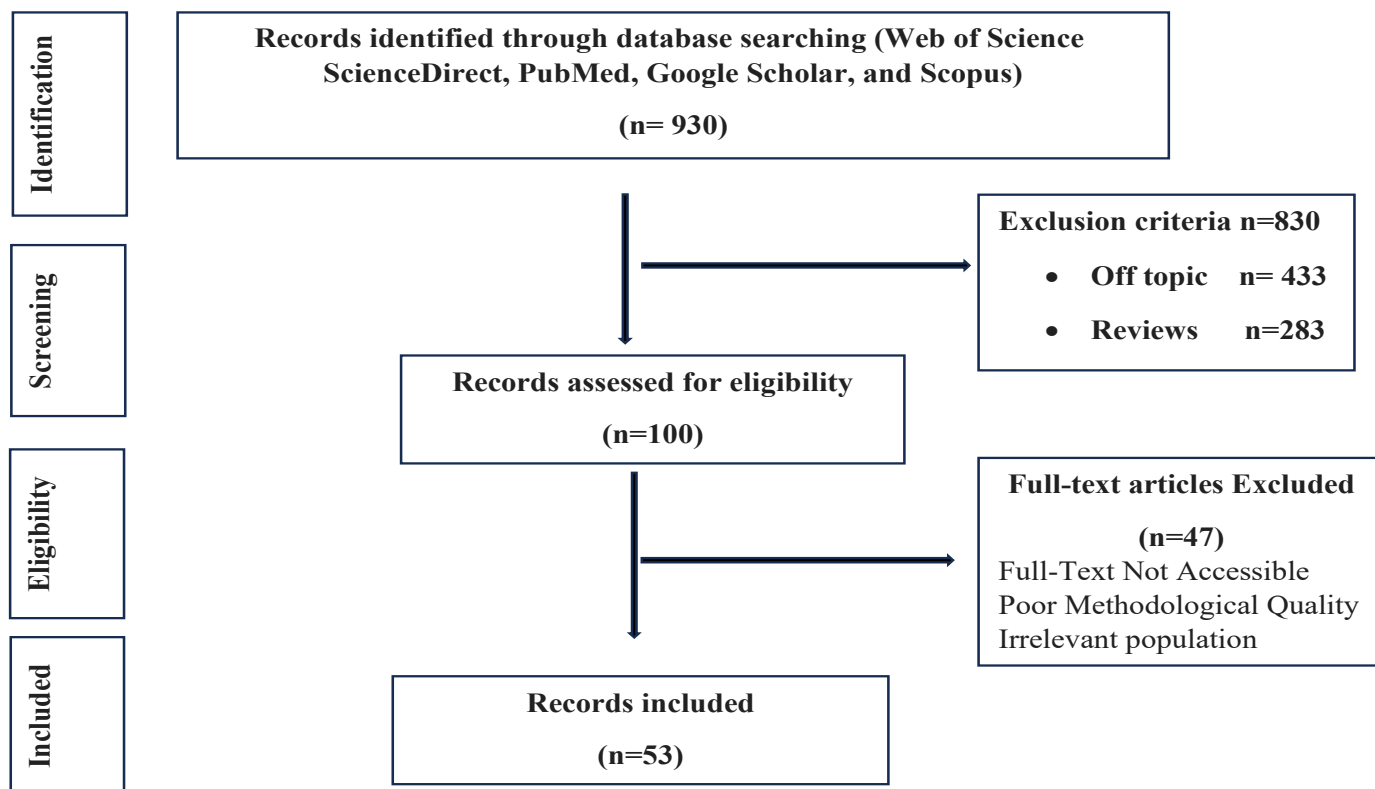 Identification
Records identified through database searching (Web of Science
ScienceDirect, PubMed, Google Scholar, and Scopus)
(n= 930)
Exclusion criteria n=830
• Off topic n= 433
• Reviews n=283
Screening
Records assessed for eligibility
(n=100)
Eligibility
Full-text articles Excluded
(n=47)
Full-Text Not Accessible
Poor Methodological Quality
Irrelevant population
Included
Records included
(n=53)